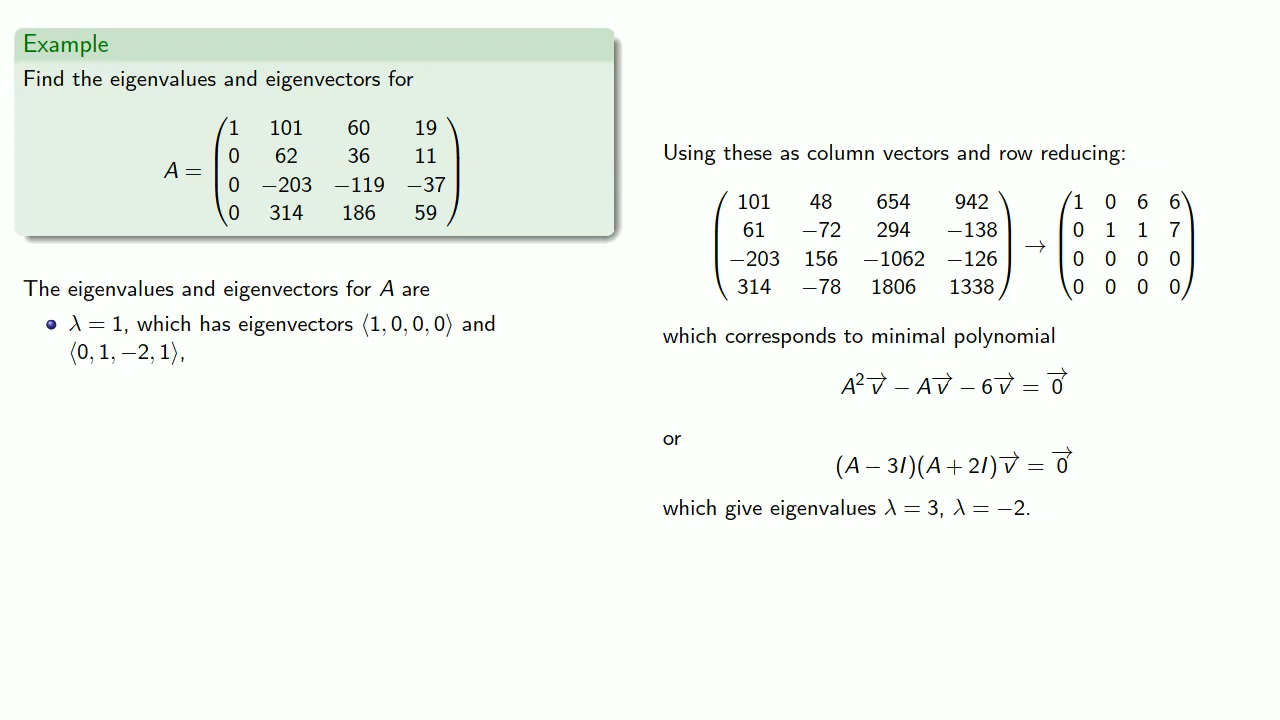 Example
Find the eigenvalues and eigenvectors for
A = ⎛1 101 60 19⎞
⎜0 62 36 11⎟
⎜0 −203 −119 −37⎟
⎝0 314 186 59⎠
The eigenvalues and eigenvectors for A are
λ = 1, which has eigenvectors ⟨1, 0, 0, 0⟩ and
⟨0, 1, −2, 1⟩,
Using these as column vectors and row reducing:
⎛101 48 654 942⎞ ⎛1 0 6 6⎞
⎜61 −72 294 −138⎟ → ⎜0 1 1 7⎟
⎜−203 156 −1062 −126⎟ ⎜0 0 0 0⎟
⎝314 −78 1806 1338⎠ ⎝0 0 0 0⎠
which corresponds to minimal polynomial
A²v⃗ − Av⃗ − 6v⃗ = 0⃗
or
(A − 3I)(A + 2I)v⃗ = 0⃗
which give eigenvalues λ = 3, λ = −2.